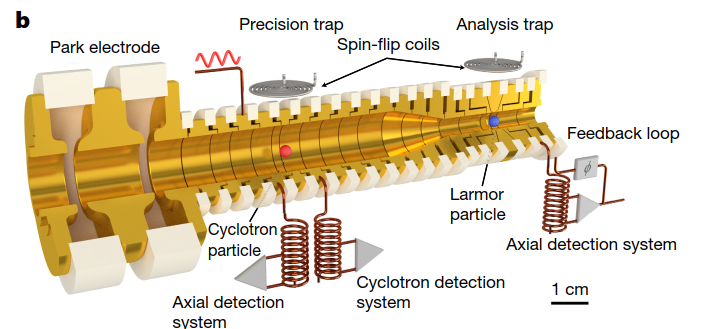 b
Precision trap
Analysis trap
Park electrode
Spin-flip coils
Feedback loop
Larmor
particle
Cyclotron
particle
Axial detection system
Cyclotron detection
system
Axial detection
system
1 cm
ϕ